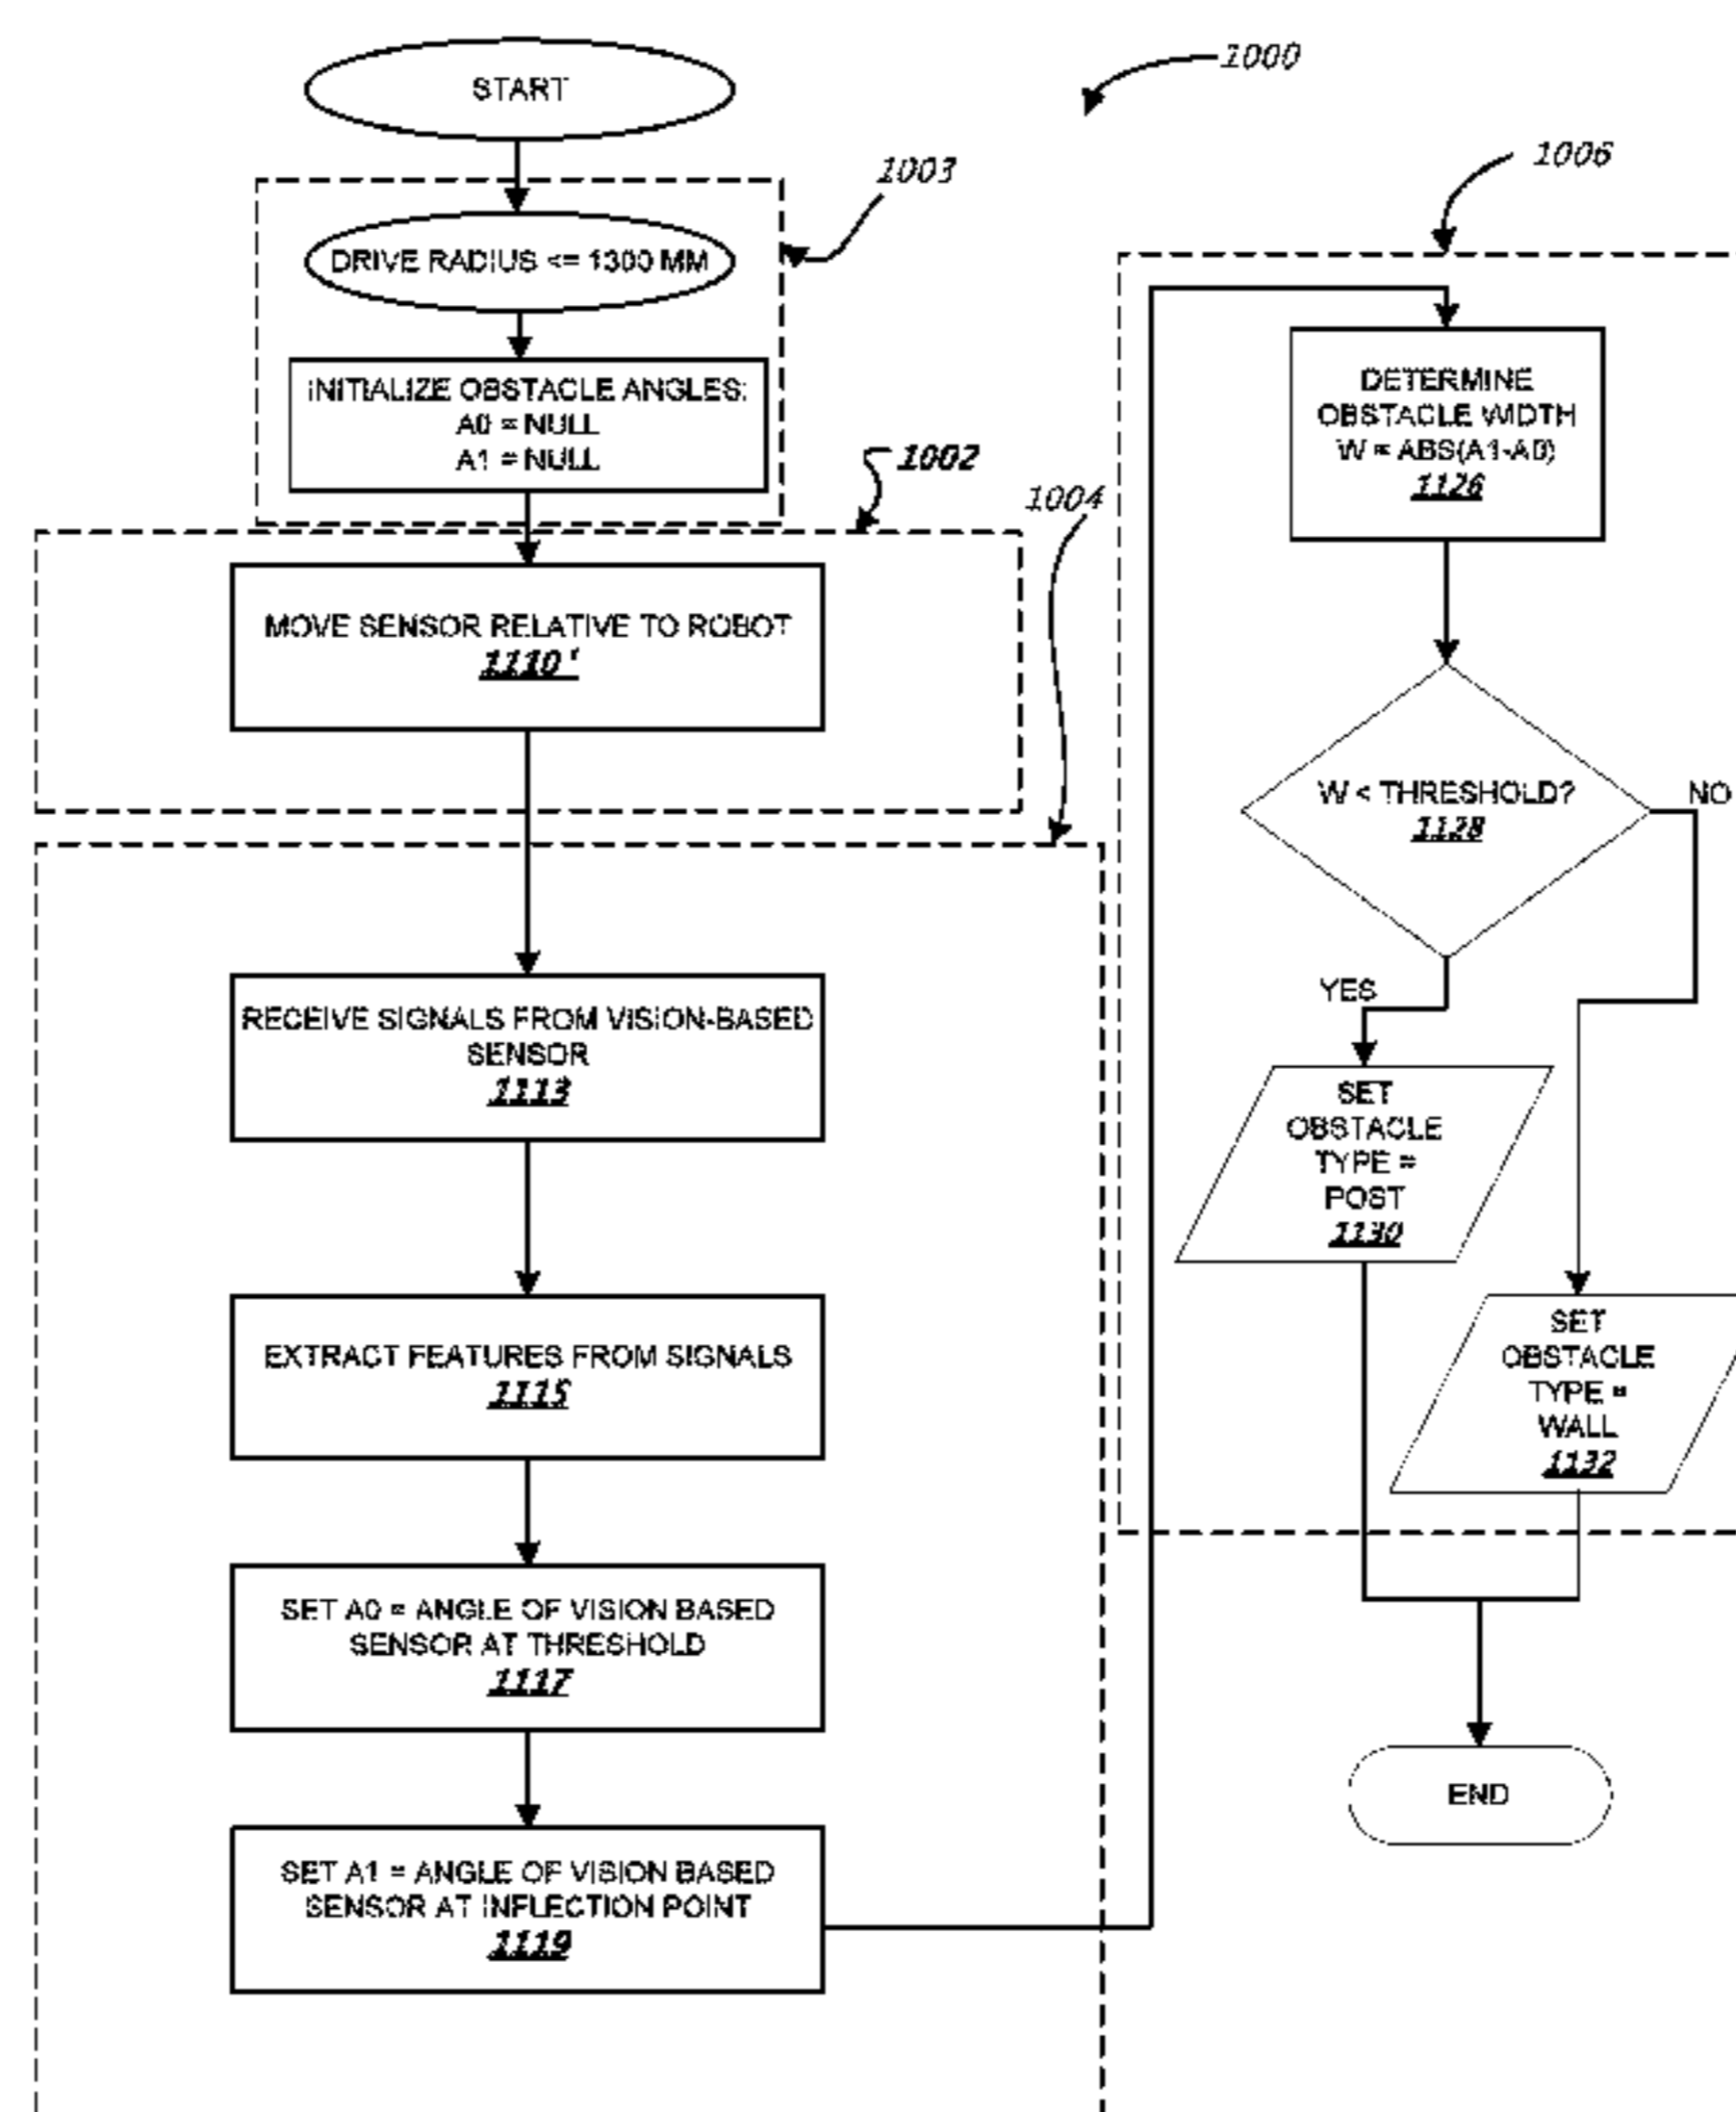 START
1000
1003
DRIVE RADIUS <= 1300 MM
INITIALIZE OBSTACLE ANGLES:
A0 = NULL
A1 = NULL
1002
MOVE SENSOR RELATIVE TO ROBOT
1110'
1004
RECEIVE SIGNALS FROM VISION-BASED
SENSOR
1113
EXTRACT FEATURES FROM SIGNALS
1115
SET A0 = ANGLE OF VISION BASED
SENSOR AT THRESHOLD
1117
SET A1 = ANGLE OF VISION BASED
SENSOR AT INFLECTION POINT
1119
1006
DETERMINE
OBSTACLE WIDTH
W = ABS(A1-A0)
1126
W < THRESHOLD?
1128
NO
YES
SET
OBSTACLE
TYPE =
POST
1130
SET
OBSTACLE
TYPE =
WALL
1132
END